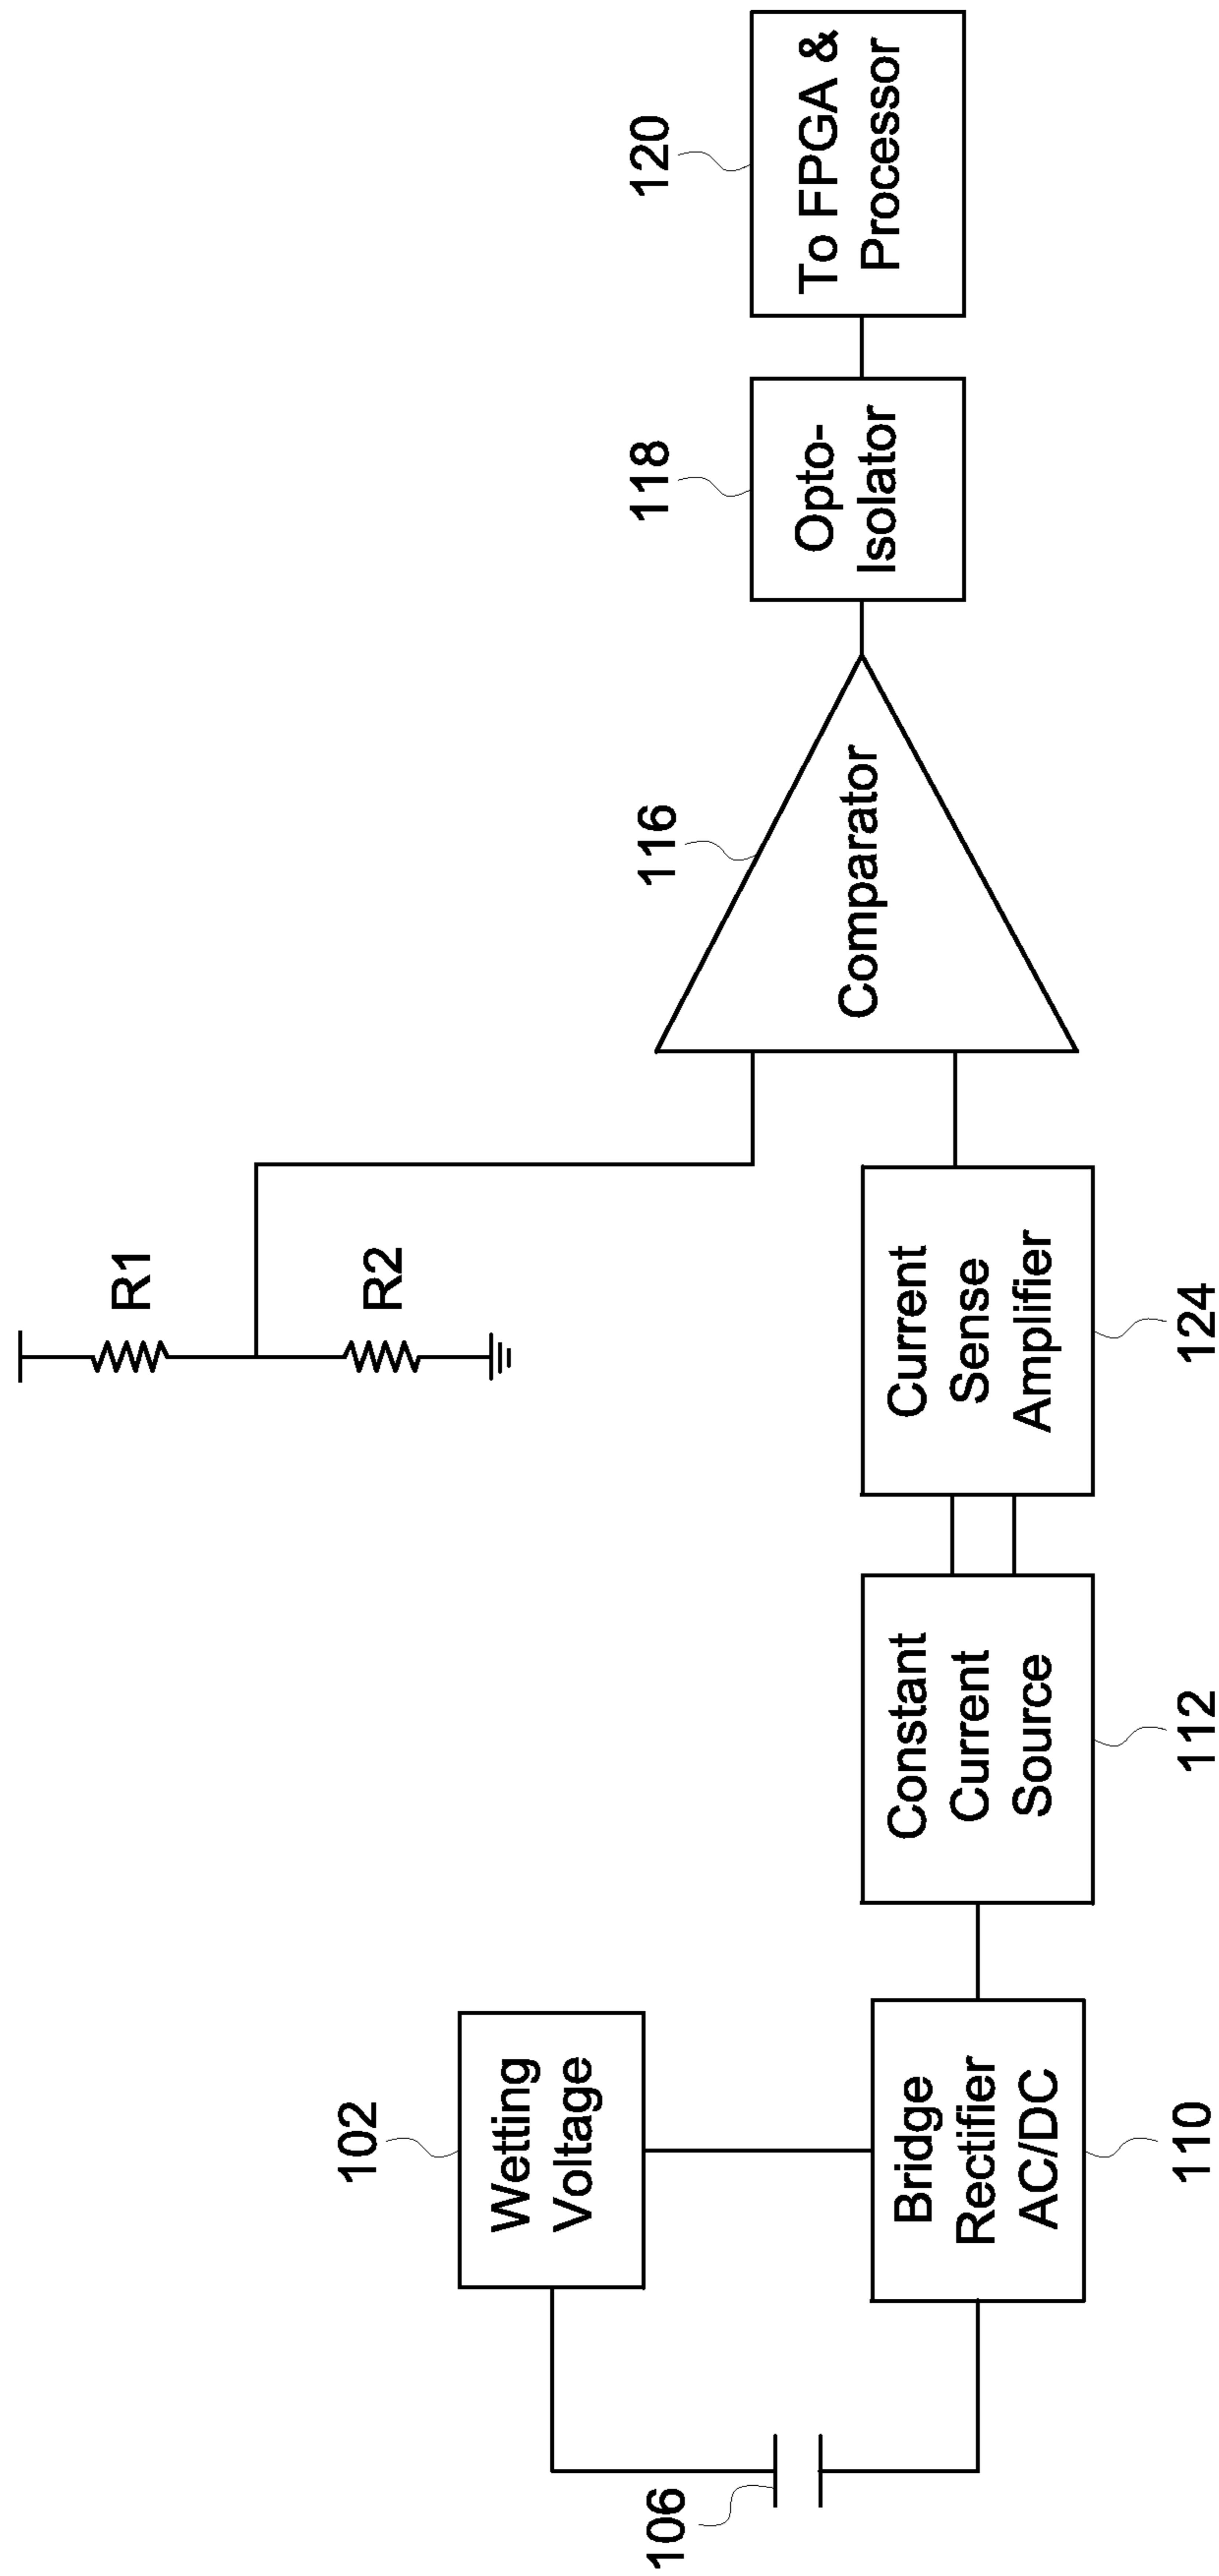 106
102
Wetting
Voltage
Bridge
Rectifier
AC/DC
110
Constant
Current
Source
112
R1
R2
Current
Sense
Amplifier
124
116
Comparator
118
Opto-
Isolator
120
To FPGA &
Processor